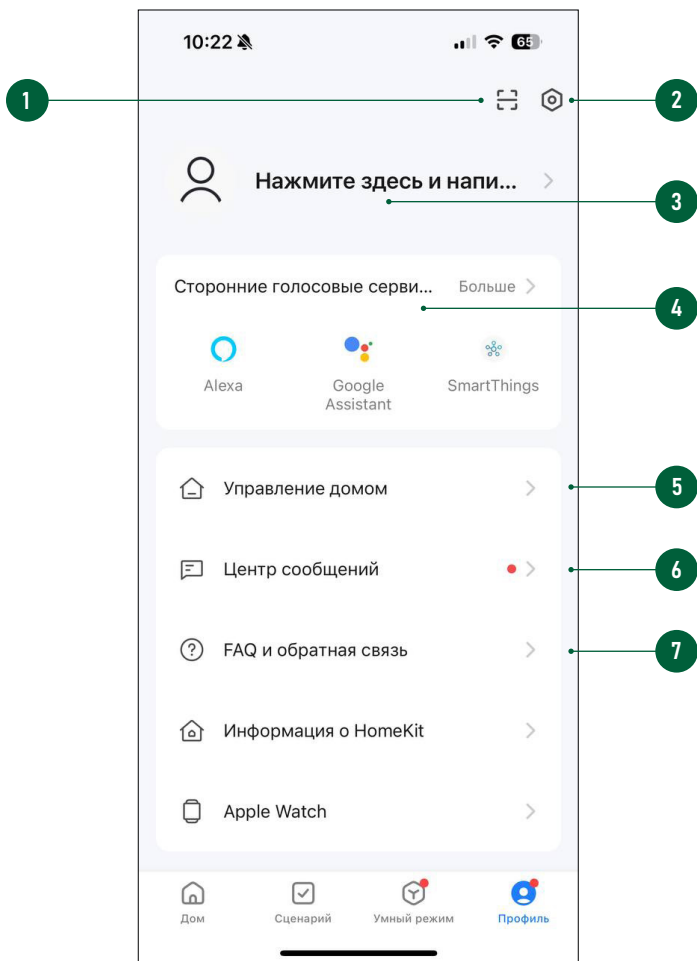 10:22
65
1
2
Нажмите здесь и напи...
3
Сторонние голосовые серви...
Больше
4
Alexa
Google
Assistant
SmartThings
Управление домом
5
Центр сообщений
6
FAQ и обратная связь
7
Информация о HomeKit
Apple Watch
Дом
Сценарий
Умный режим
Профиль